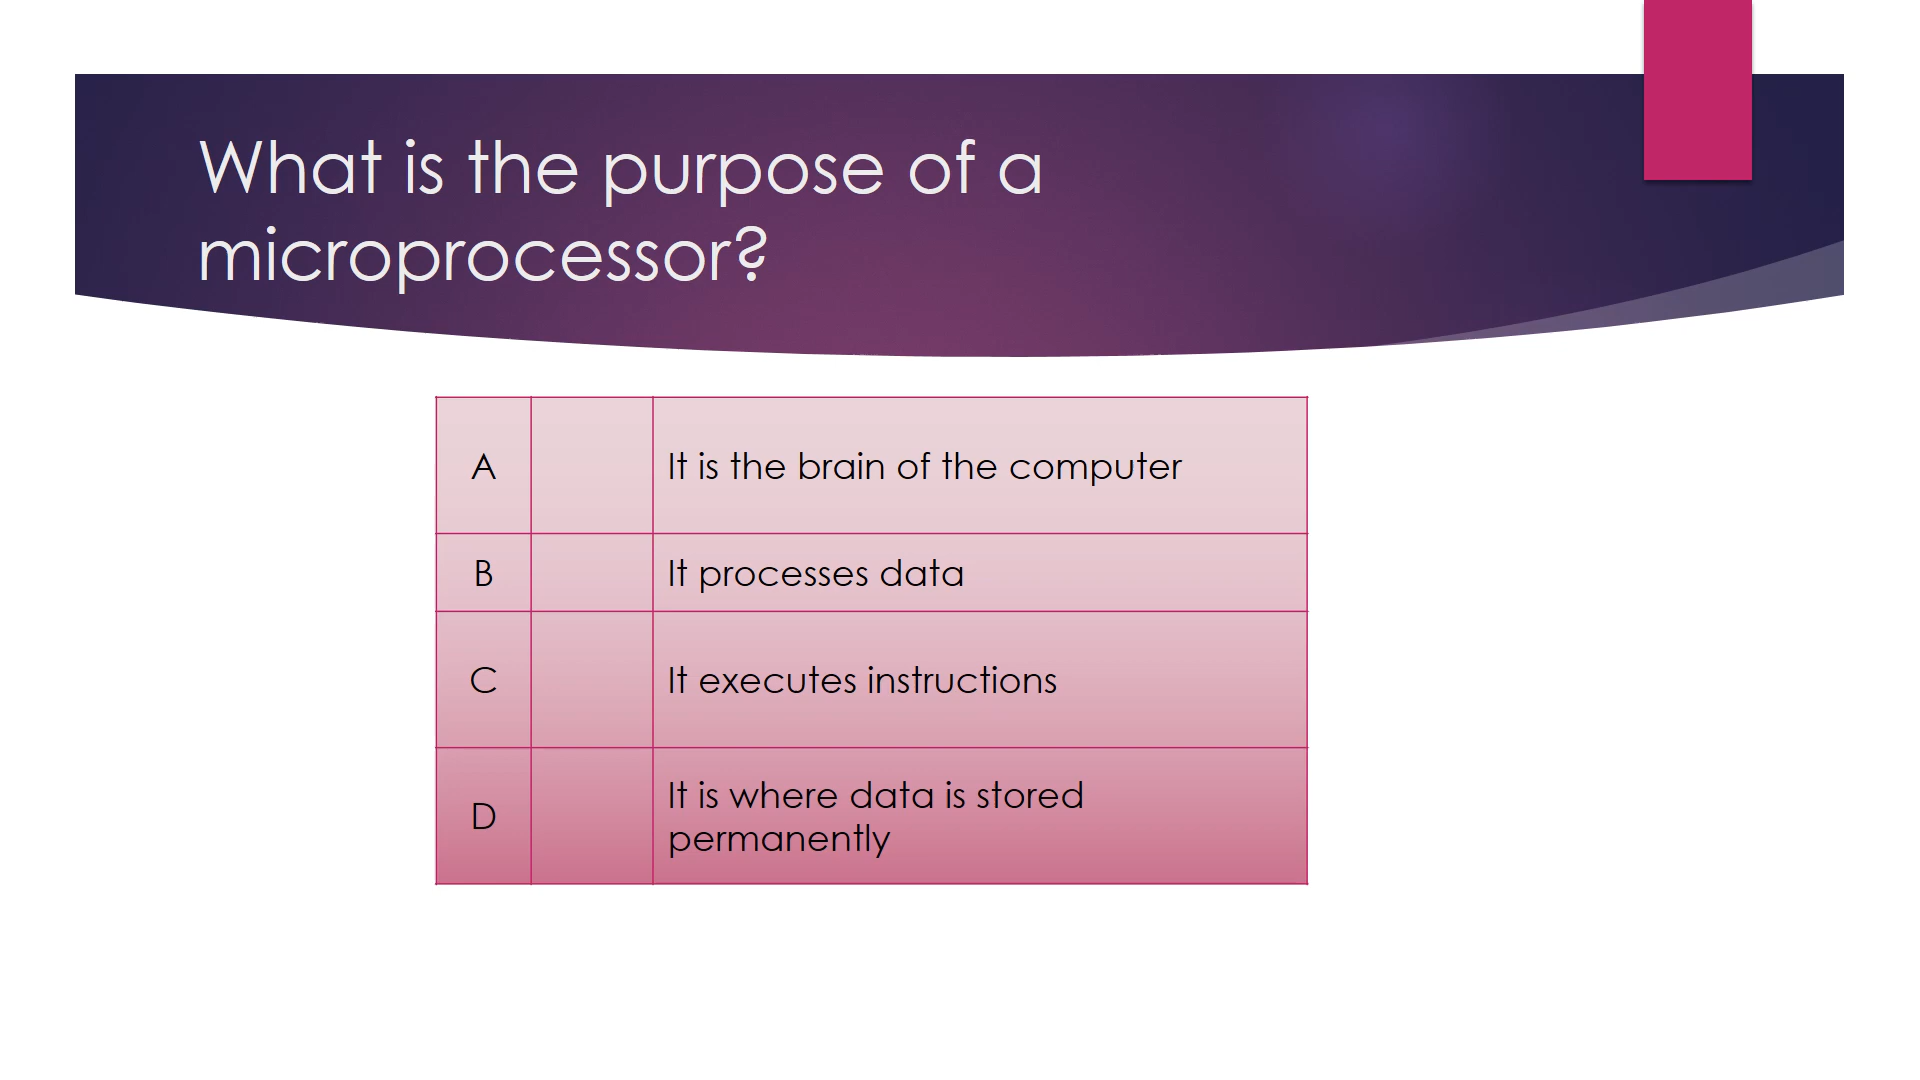 What is the purpose of a
microprocessor?
A It is the brain of the computer
B It processes data
C It executes instructions
D It is where data is stored
permanently